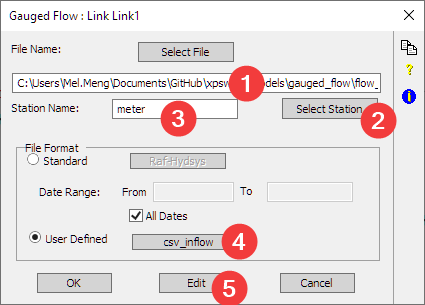 Gauged Flow : Link Link1
File Name:
Select File
C:\Users\Mel.Meng\Documents\GitHub\xpsw
dels\gauged_flow\flow_
1
Station Name:
meter
Select Station
2
3
File Format
Standard
Raf-Hydsys
Date Range:
From
To
All Dates
User Defined
csv_inflow
4
OK
Edit
5
Cancel